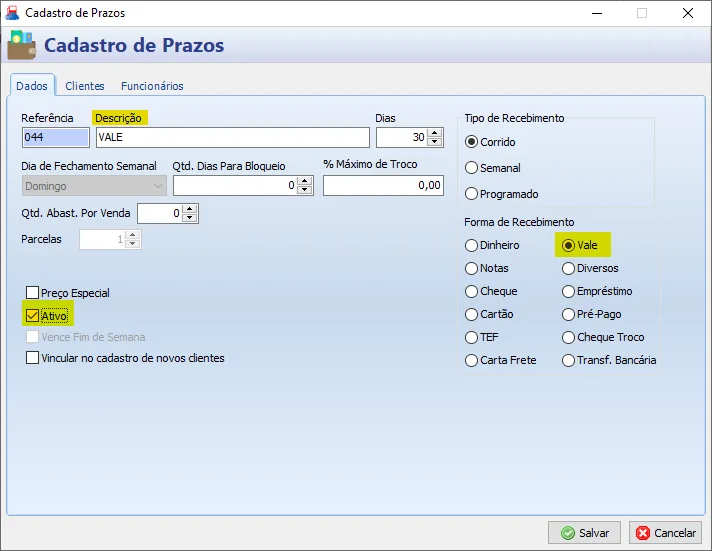 Cadastro de Prazos
Cadastro de Prazos
Dados Clientes Funcionários
Referência Descrição Dias
044 VALE 30
Dia de Fechamento Semanal Qtd. Dias Para Bloqueio % Máximo de Troco
Domingo 0 0,00
Qtd. Abast. Por Venda 0
Parcelas 1
Preço Especial
Ativo
Vence Fim de Semana
Vincular no cadastro de novos clientes
Tipo de Recebimento
Corrido
Semanal
Programado
Forma de Recebimento
Dinheiro Vale
Notas Diversos
Cheque Empréstimo
Cartão Pré-Pago
TEF Cheque Troco
Carta Frete Transf. Bancária
Salvar Cancelar